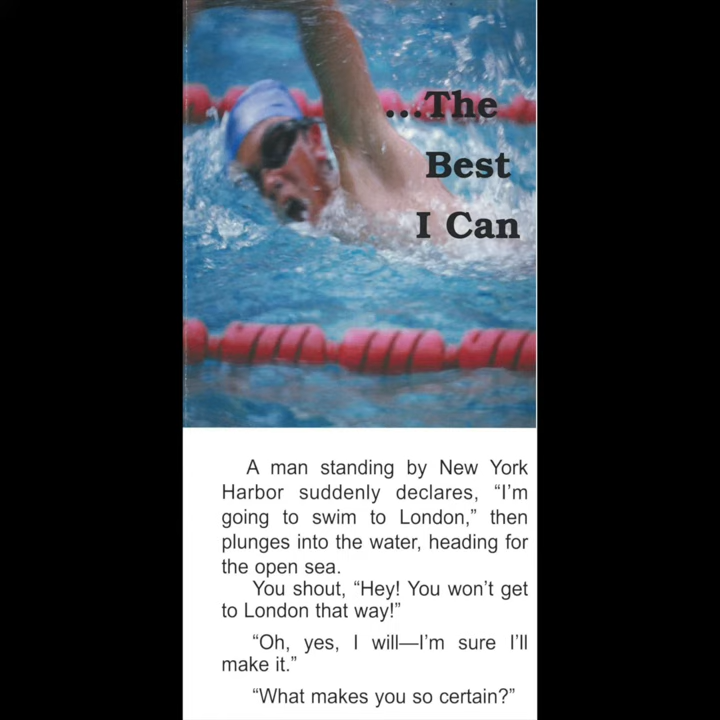 ...The
Best
I Can
A man standing by New York
Harbor suddenly declares, “I’m
going to swim to London,” then
plunges into the water, heading for
the open sea.
You shout, “Hey! You won’t get
to London that way!”
“Oh, yes, I will—I’m sure I’ll
make it.”
“What makes you so certain?”